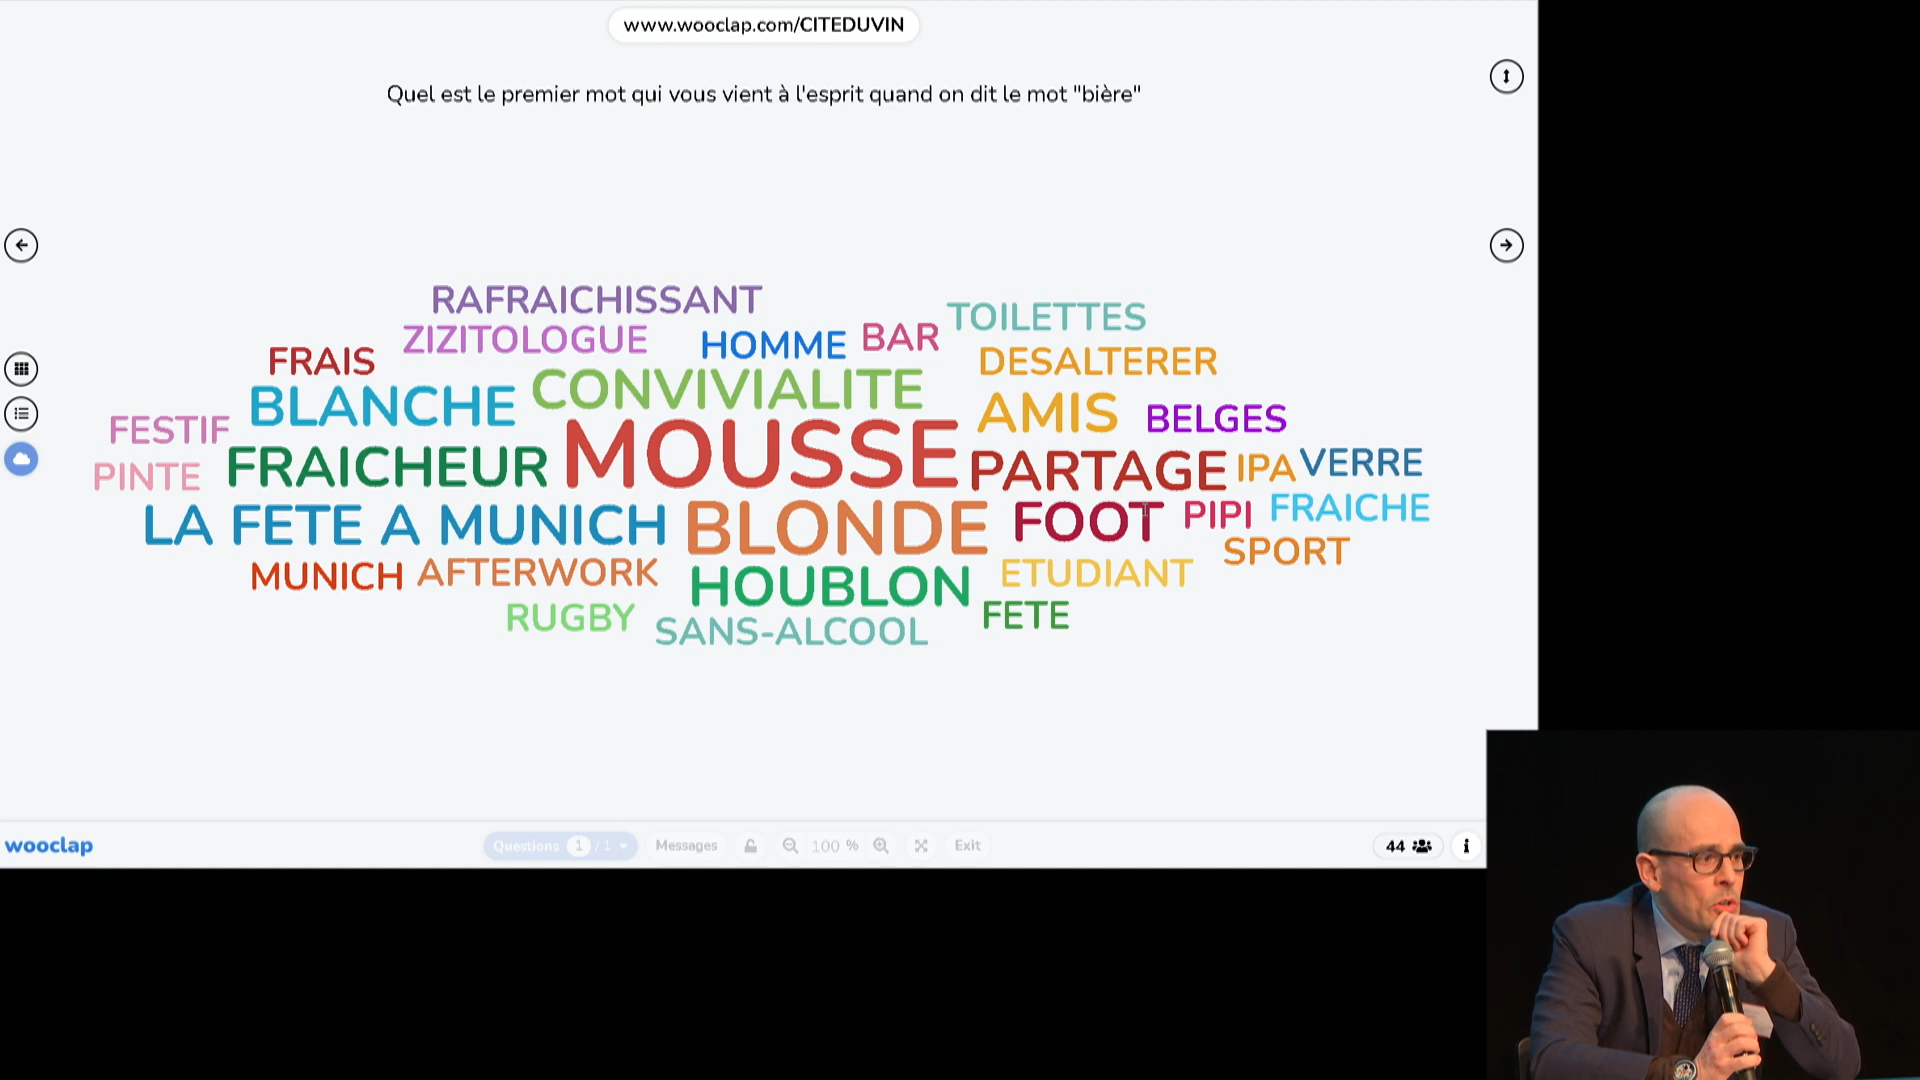 www.wooclap.com/CITEDUVIN
Quel est le premier mot qui vous vient à l'esprit quand on dit le mot "bière"
RAFRAICHISSANT
TOILETTES
ZIZITOLOGUE
HOMME
BAR
FRAIS
DESALTERER
BLANCHE
CONVIVIALITE
AMIS
BELGES
FESTIF
MOUSSE
PINTE
FRAICHEUR
PARTAGE
IPA
VERRE
LA FETE A MUNICH
BLONDE
FOOT
PIPI
FRAICHE
SPORT
MUNICH
AFTERWORK
HOUBLON
ETUDIANT
RUGBY
SANS-ALCOOL
FETE
wooclap
Questions 1 / 1
Messages
100 %
Exit
44